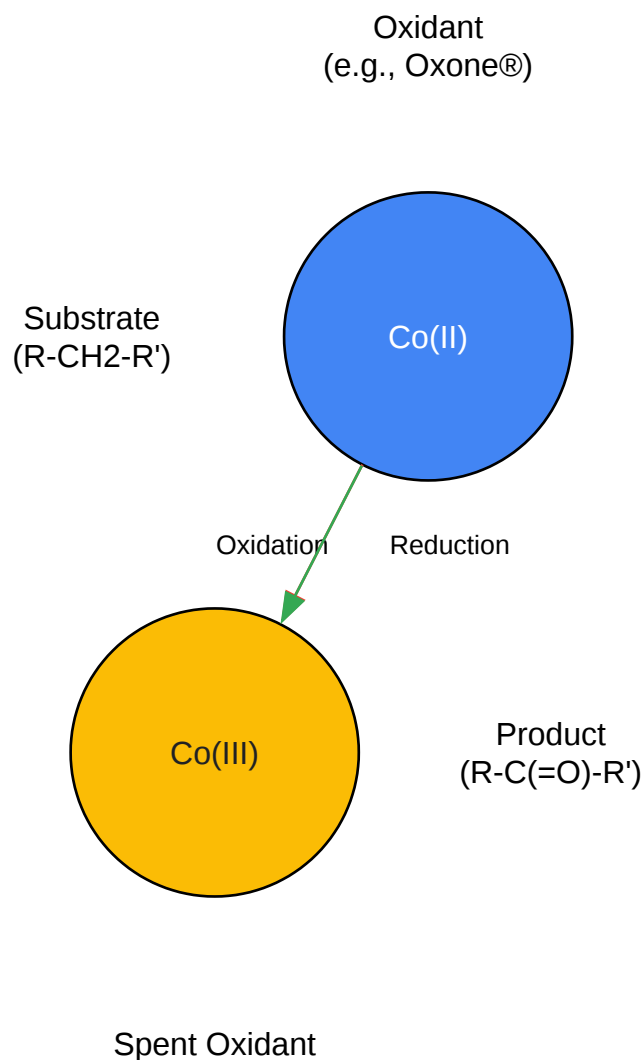 Oxidant
(e.g., Oxone®)
Substrate
(R-CH2-R')
Co(II)
Oxidation
Reduction
Co(III)
Product
(R-C(=O)-R')
Spent Oxidant